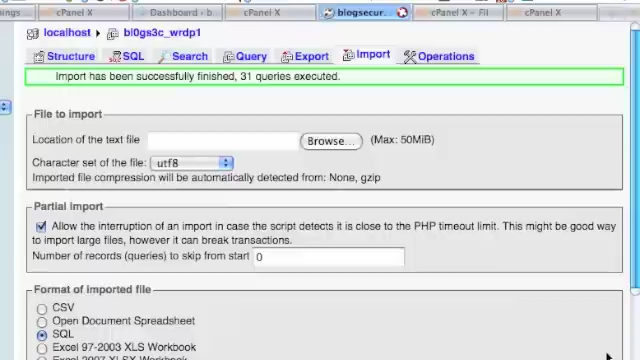 cPanel X
Dashboard - b
cPanel X
blogsecur.
cPanel X - Fil
cPanel X
localhost
bl0gs3c_wrdp1
Structure SQL Search Query Export Import Operations
Import has been successfully finished, 31 queries executed.
File to import
Location of the text file Browse... (Max: 50MiB)
Character set of the file: utf8
Imported file compression will be automatically detected from: None, gzip
Partial import
Allow the interruption of an import in case the script detects it is close to the PHP timeout limit. This might be good way
to import large files, however it can break transactions.
Number of records (queries) to skip from start 0
Format of imported file
CSV
Open Document Spreadsheet
SQL
Excel 97-2003 XLS Workbook
Excel 2007 XLSX Workbook